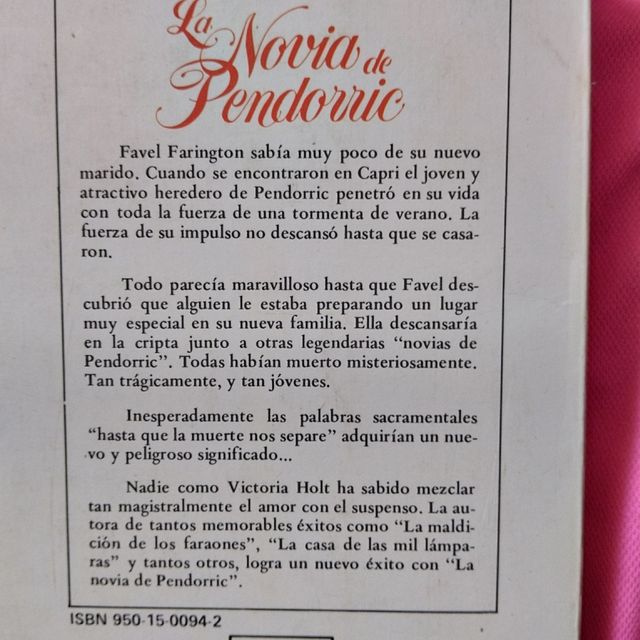 La Novia de
Pendorric
Favel Farington sabía muy poco de su nuevo
marido. Cuando se encontraron en Capri el joven y
atractivo heredero de Pendorric penetró en su vida
con toda la fuerza de una tormenta de verano. La
fuerza de su impulso no descansó hasta que se casa-
ron.
Todo parecía maravilloso hasta que Favel des-
cubrió que alguien le estaba preparando un lugar
muy especial en su nueva familia. Ella descansaría
en la cripta junto a otras legendarias “novias de
Pendorric”. Todas habían muerto misteriosamente.
Tan trágicamente, y tan jóvenes.
Inesperadamente las palabras sacramentales
“hasta que la muerte nos separe” adquirían un nue-
vo y peligroso significado...
Nadie como Victoria Holt ha sabido mezclar
tan magistralmente el amor con el suspenso. La au-
tora de tantos memorables éxitos como “La maldi-
ción de los faraones”, “La casa de las mil lámpa-
ras” y tantos otros, logra un nuevo éxito con “La
novia de Pendorric”.
ISBN 950-15-0094-2